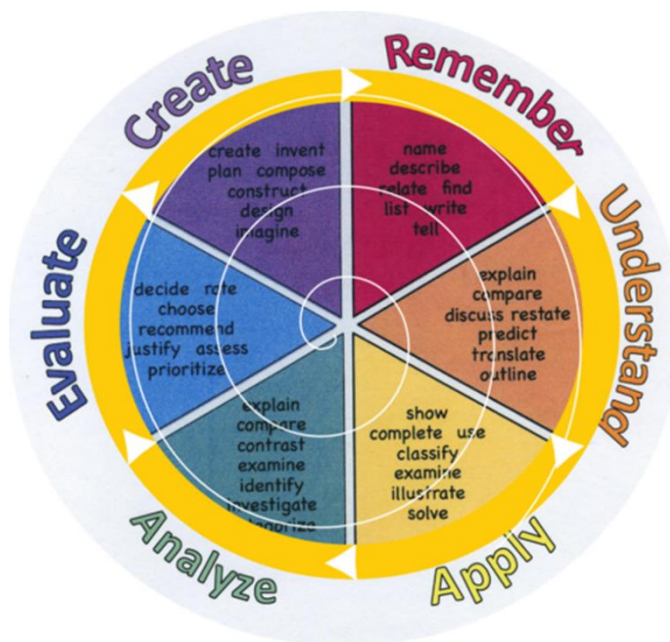 Remember
name
describe
relate find
list write
tell
Understand
explain
compare
discuss restate
predict
translate
outline
Apply
show
complete use
classify
examine
illustrate
solve
Analyze
explain
compare
contrast
examine
identify
investigate
categorize
Evaluate
decide rate
choose
recommend
justify assess
prioritize
Create
create invent
plan compose
construct
design
imagine